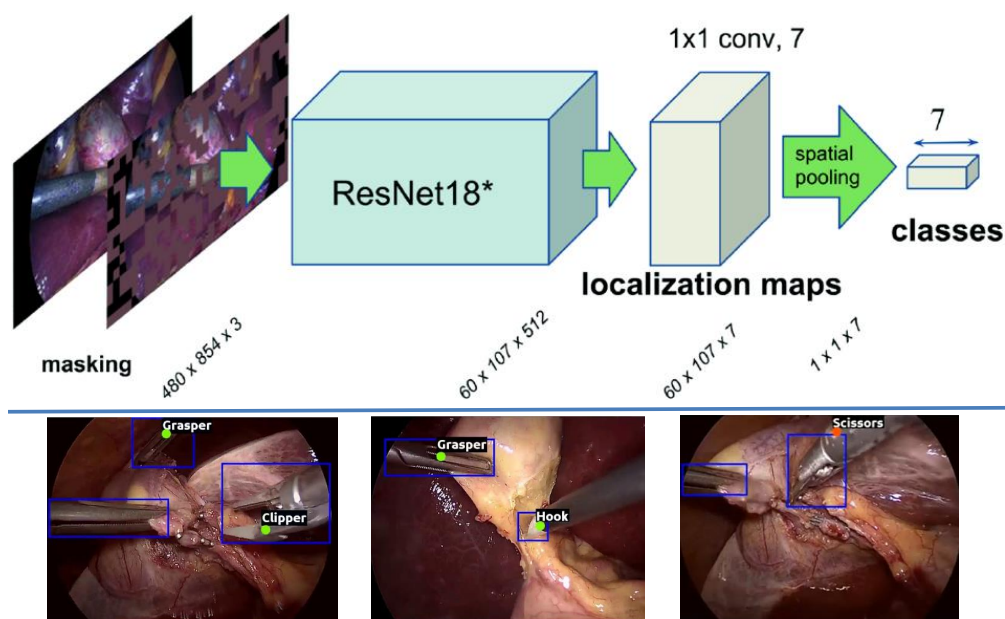 1x1 conv, 7
ResNet18*
spatial
pooling
7
classes
localization maps
masking
480 x 854 x 3
60 x 107 x 512
60 x 107 x 7
1 x 1 x 7
Grasper
Clipper
Grasper
Hook
Scissors